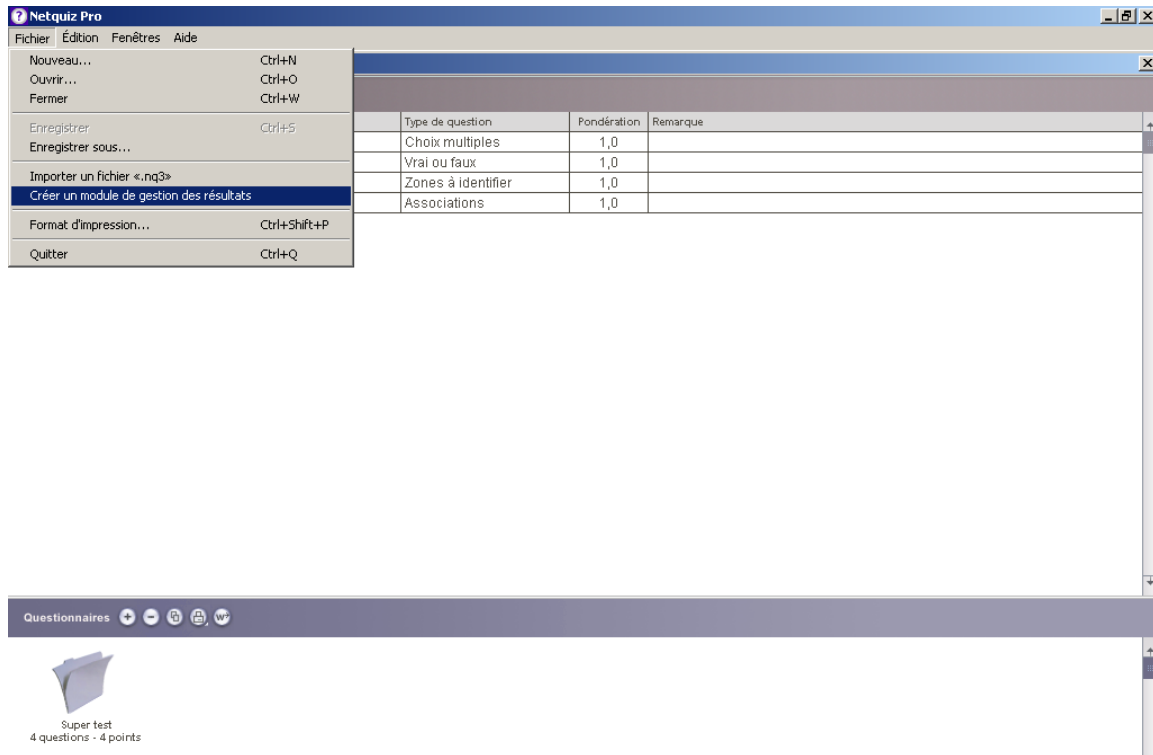 Netquiz Pro
Fichier Édition Fenêtres Aide
Nouveau... Ctrl+N
Ouvrir... Ctrl+O
Fermer Ctrl+W
Enregistrer Ctrl+S
Enregistrer sous...
Importer un fichier «.nq3»
Créer un module de gestion des résultats
Format d'impression... Ctrl+Shift+P
Quitter Ctrl+Q
Type de question Pondération Remarque
Choix multiples 1,0
Vrai ou faux 1,0
Zones à identifier 1,0
Associations 1,0
Questionnaires
Super test
4 questions - 4 points